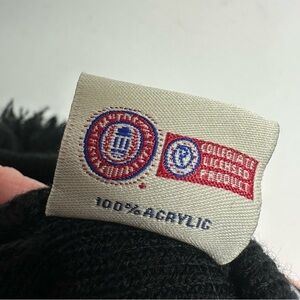 COLLEGIATE
LICENSED
PRODUCT
100% ACRYLIC